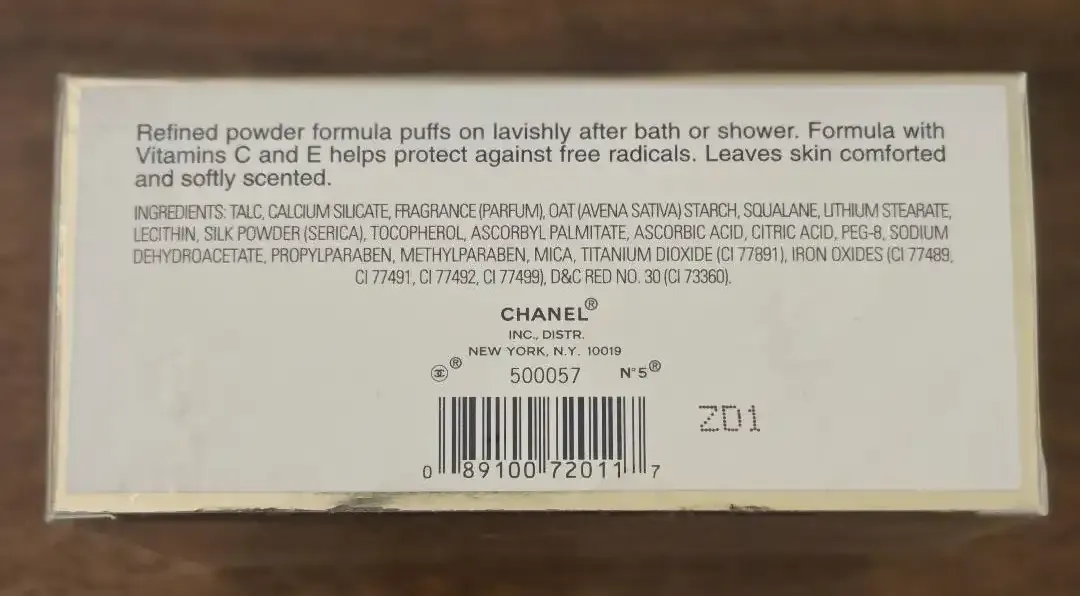 Refined powder formula puffs on lavishly after bath or shower. Formula with
Vitamins C and E helps protect against free radicals. Leaves skin comforted
and softly scented.
INGREDIENTS: TALC, CALCIUM SILICATE, FRAGRANCE (PARFUM), OAT (AVENA SATIVA) STARCH, SQUALANE, LITHIUM STEARATE,
LECITHIN, SILK POWDER (SERICA), TOCOPHEROL, ASCORBYL PALMITATE, ASCORBIC ACID, CITRIC ACID, PEG-8, SODIUM
DEHYDROACETATE, PROPYLPARABEN, METHYLPARABEN, MICA, TITANIUM DIOXIDE (CI 77891), IRON OXIDES (CI 77489,
CI 77491, CI 77492, CI 77499), D&C RED NO. 30 (CI 73360).
CHANEL®
INC., DISTR.
NEW YORK, N.Y. 10019
® 500057 N°5®
ZD1
0 89100 72011 7